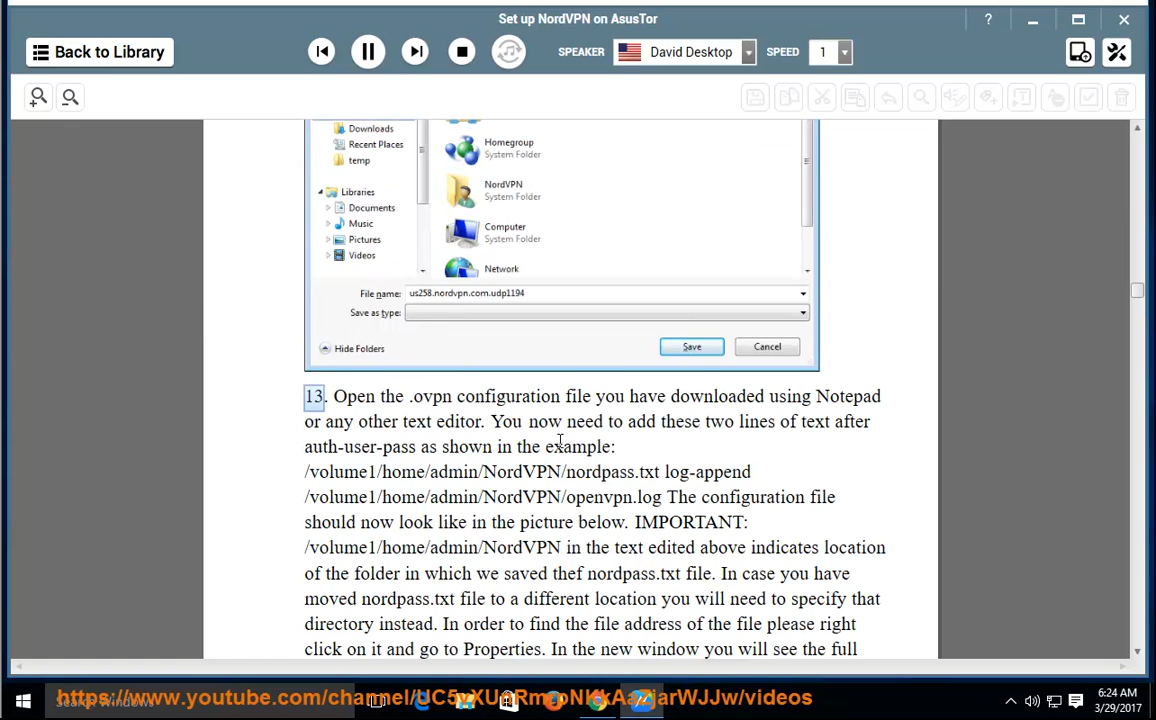 Set up NordVPN on AsusTor
?
Back to Library
SPEAKER
David Desktop
SPEED
1
Downloads
Recent Places
temp
Libraries
Documents
Music
Pictures
Videos
Homegroup
System Folder
NordVPN
System Folder
Computer
System Folder
Network
File name:
us258.nordvpn.com.udp1194
Save as type:
Hide Folders
Save
Cancel
13. Open the .ovpn configuration file you have downloaded using Notepad
or any other text editor. You now need to add these two lines of text after
auth-user-pass as shown in the example:
/volume1/home/admin/NordVPN/nordpass.txt log-append
/volume1/home/admin/NordVPN/openvpn.log The configuration file
should now look like in the picture below. IMPORTANT:
/volume1/home/admin/NordVPN in the text edited above indicates location
of the folder in which we saved thef nordpass.txt file. In case you have
moved nordpass.txt file to a different location you will need to specify that
directory instead. In order to find the file address of the file please right
click on it and go to Properties. In the new window you will see the full
6:24 AM
3/29/2017